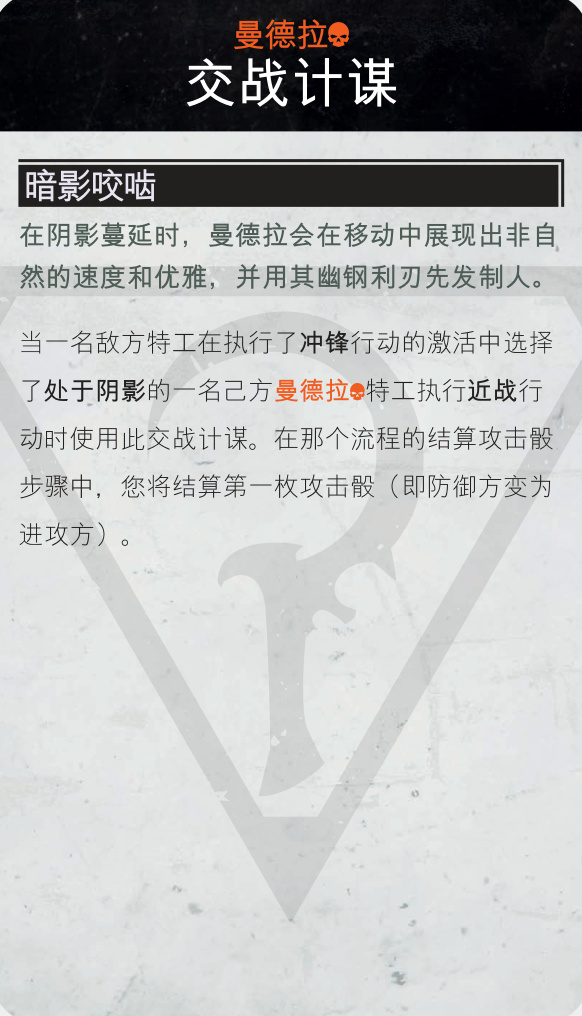 曼德拉
交战计谋
暗影咬啮
在阴影蔓延时，曼德拉会在移动中展现出非自
然的速度和优雅，并用其幽钢利刃先发制人。
当一名敌方特工在执行了冲锋行动的激活中选择
了处于阴影的一名己方曼德拉特工执行近战行
动时使用此交战计谋。在那个流程的结算攻击骰
步骤中，您将结算第一枚攻击骰（即防御方变为
进攻方）。